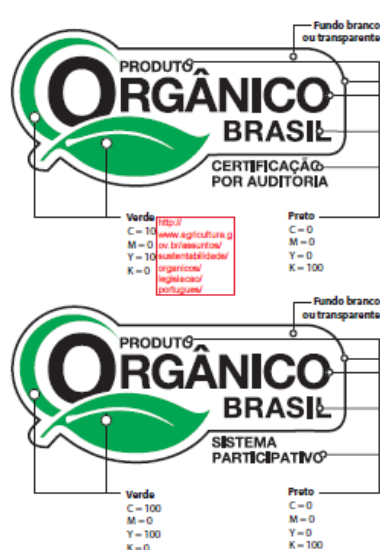 Fundo branco
ou transparente
PRODUTO
ORGÂNICO
BRASIL
CERTIFICAÇÃO
POR AUDITORIA
Verde
C = 10
M = 0
Y = 10
K = 0
http://
www.agricultura.g
ov.br/assuntos/
sustentabilidade/
organicos/
legislacao/
portugues/
Preto
C = 0
M = 0
Y = 0
K = 100
Fundo branco
ou transparente
PRODUTO
ORGÂNICO
BRASIL
SISTEMA
PARTICIPATIVO
Verde
C = 100
M = 0
Y = 100
K = 0
Preto
C = 0
M = 0
Y = 0
K = 100